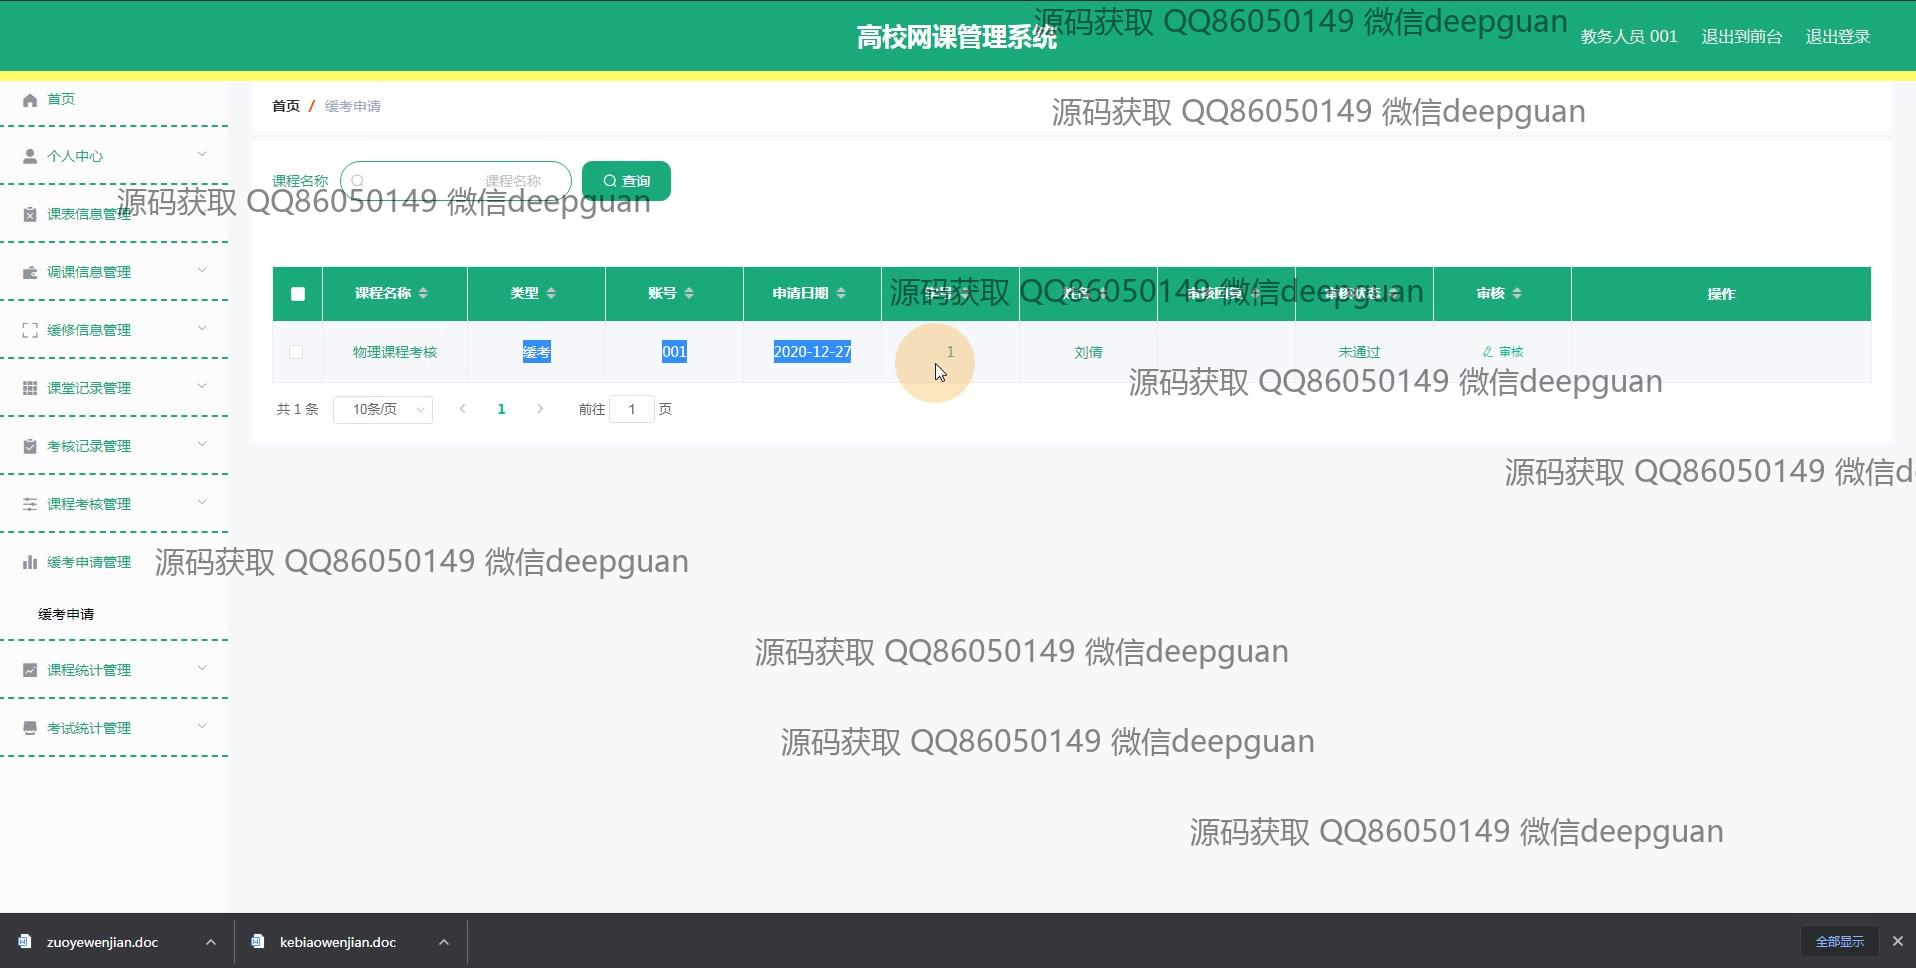 源码获取 QQ86050149 微信deepguan
高校网课管理系统
教务人员 001 退出到前台 退出登录
首页
首页 / 缓考申请
源码获取 QQ86050149 微信deepguan
个人中心
课程名称 课程名称 查询
源码获取 QQ86050149 微信deepguan
课表信息管理
调课信息管理
课程名称 类型 账号 申请日期 学号 姓名 审核回复 审核状态 审核 操作
源码获取 QQ86050149 微信deepguan
缓修信息管理
物理课程考核 缓考 001 2020-12-27 1 刘倩 未通过 审核
源码获取 QQ86050149 微信deepguan
课堂记录管理
共 1 条 10条/页 1 前往 1 页
考核记录管理
源码获取 QQ86050149 微信d
课程考核管理
缓考申请管理
源码获取 QQ86050149 微信deepguan
缓考申请
源码获取 QQ86050149 微信deepguan
课程统计管理
考试统计管理
源码获取 QQ86050149 微信deepguan
源码获取 QQ86050149 微信deepguan
zuoyewenjian.doc kebiaowenjian.doc 全部显示